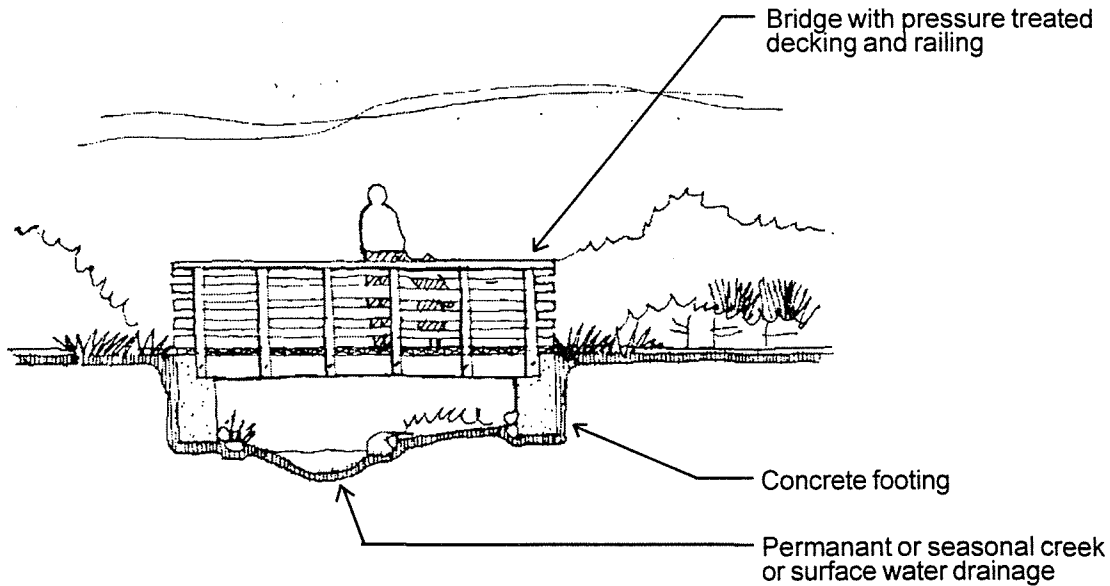 Bridge with pressure treated
decking and railing
Concrete footing
Permanant or seasonal creek
or surface water drainage